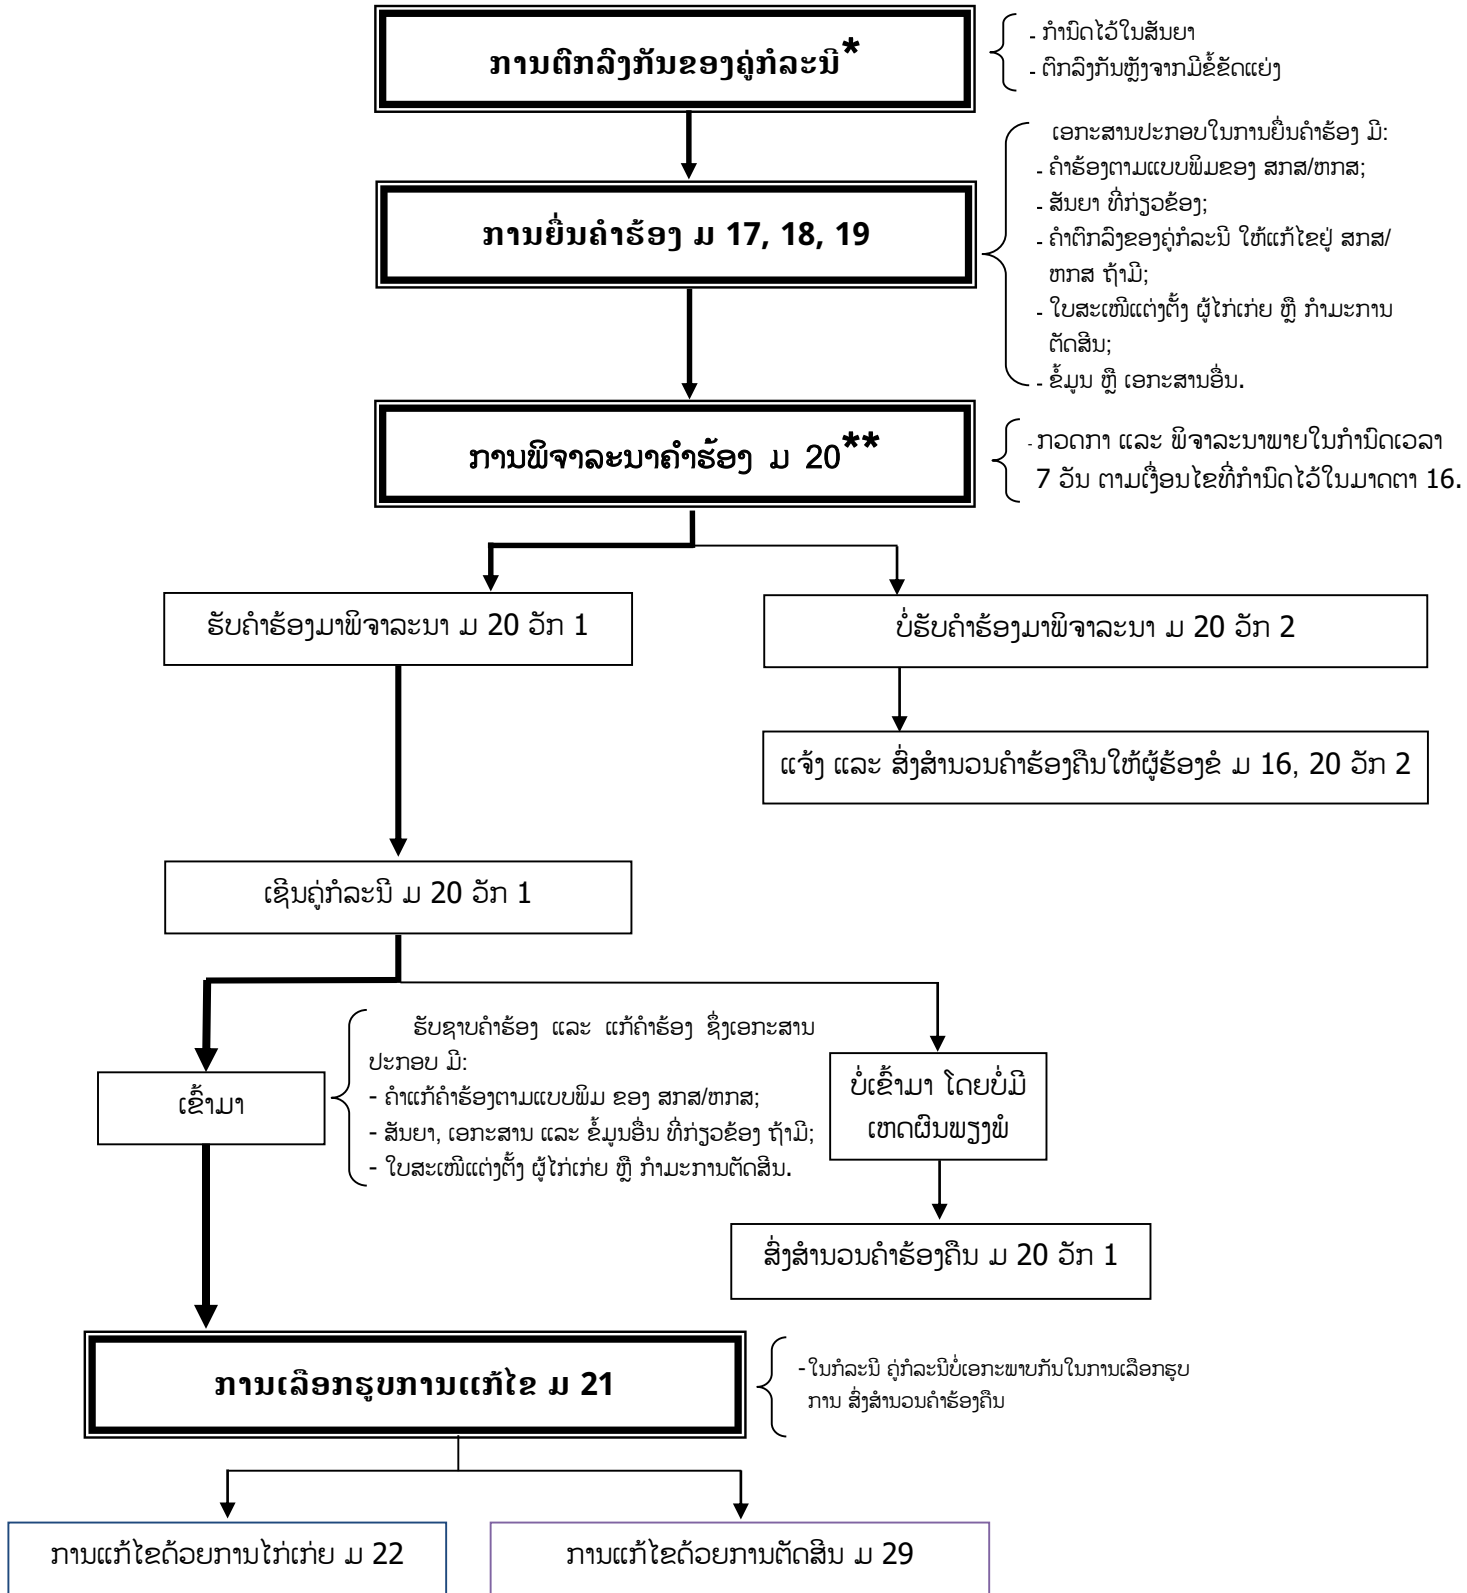 ການຕົກລົງກັນຂອງຄູ່ກໍລະນີ*
- ກຳນົດໄວ້ໃນສັນຍາ
- ຕົກລົງກັນຫຼັງຈາກມີຂໍ້ຂັດແຍ່ງ
ການຍື່ນຄຳຮ້ອງ ມ 17, 18, 19
ເອກະສານປະກອບໃນການຍື່ນຄຳຮ້ອງ ມີ:
- ຄຳຮ້ອງຕາມແບບພິມຂອງ ສກສ/ຫກສ;
- ສັນຍາ ທີ່ກ່ຽວຂ້ອງ;
- ຄຳຕົກລົງຂອງຄູ່ກໍລະນີ ໃຫ້ແກ້ໄຂຢູ່ ສກສ/
ຫກສ ຖ້າມີ;
- ໃບສະເໜີແຕ່ງຕັ້ງ ຜູ້ໄກ່ເກ່ຍ ຫຼື ກຳມະການ
ຕັດສີນ;
- ຂໍ້ມູນ ຫຼື ເອກະສານອື່ນ.
ການພິຈາລະນາຄຳຮ້ອງ ມ 20**
- ກວດກາ ແລະ ພິຈາລະນາພາຍໃນກຳນົດເວລາ
7 ວັນ ຕາມເງື່ອນໄຂທີ່ກຳນົດໄວ້ໃນມາດຕາ 16.
ຮັບຄຳຮ້ອງມາພິຈາລະນາ ມ 20 ວັກ 1
ບໍ່ຮັບຄຳຮ້ອງມາພິຈາລະນາ ມ 20 ວັກ 2
ແຈ້ງ ແລະ ສົ່ງສຳນວນຄຳຮ້ອງຄືນໃຫ້ຜູ້ຮ້ອງຂໍ ມ 16, 20 ວັກ 2
ເຊີນຄູ່ກໍລະນີ ມ 20 ວັກ 1
ຮັບຊາບຄຳຮ້ອງ ແລະ ແກ້ຄຳຮ້ອງ ຊຶ່ງເອກະສານ
ປະກອບ ມີ:
- ຄຳແກ້ຄຳຮ້ອງຕາມແບບພິມ ຂອງ ສກສ/ຫກສ;
- ສັນຍາ, ເອກະສານ ແລະ ຂໍ້ມູນອື່ນ ທີ່ກ່ຽວຂ້ອງ ຖ້າມີ;
- ໃບສະເໜີແຕ່ງຕັ້ງ ຜູ້ໄກ່ເກ່ຍ ຫຼື ກຳມະການຕັດສີນ.
ເຂົ້າມາ
ບໍ່ເຂົ້າມາ ໂດຍບໍ່ມີ
ເຫດຜົນພຽງພໍ
ສົ່ງສຳນວນຄຳຮ້ອງຄືນ ມ 20 ວັກ 1
ການເລືອກຮູບການແກ້ໄຂ ມ 21
- ໃນກໍລະນີ ຄູ່ກໍລະນີບໍ່ເອກະພາບກັນໃນການເລືອກຮູບ
ການ ສົ່ງສຳນວນຄຳຮ້ອງຄືນ
ການແກ້ໄຂດ້ວຍການໄກ່ເກ່ຍ ມ 22
ການແກ້ໄຂດ້ວຍການຕັດສີນ ມ 29